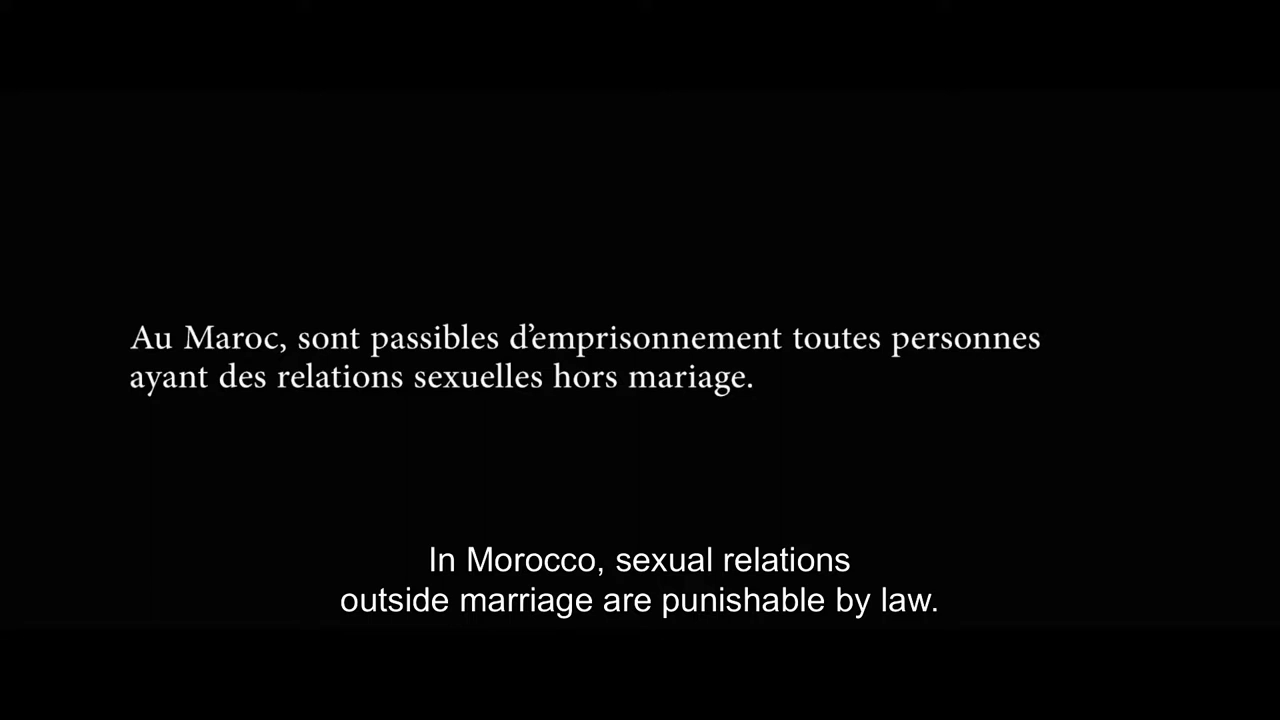 Au Maroc, sont passibles d’emprisonnement toutes personnes
ayant des relations sexuelles hors mariage.
In Morocco, sexual relations
outside marriage are punishable by law.